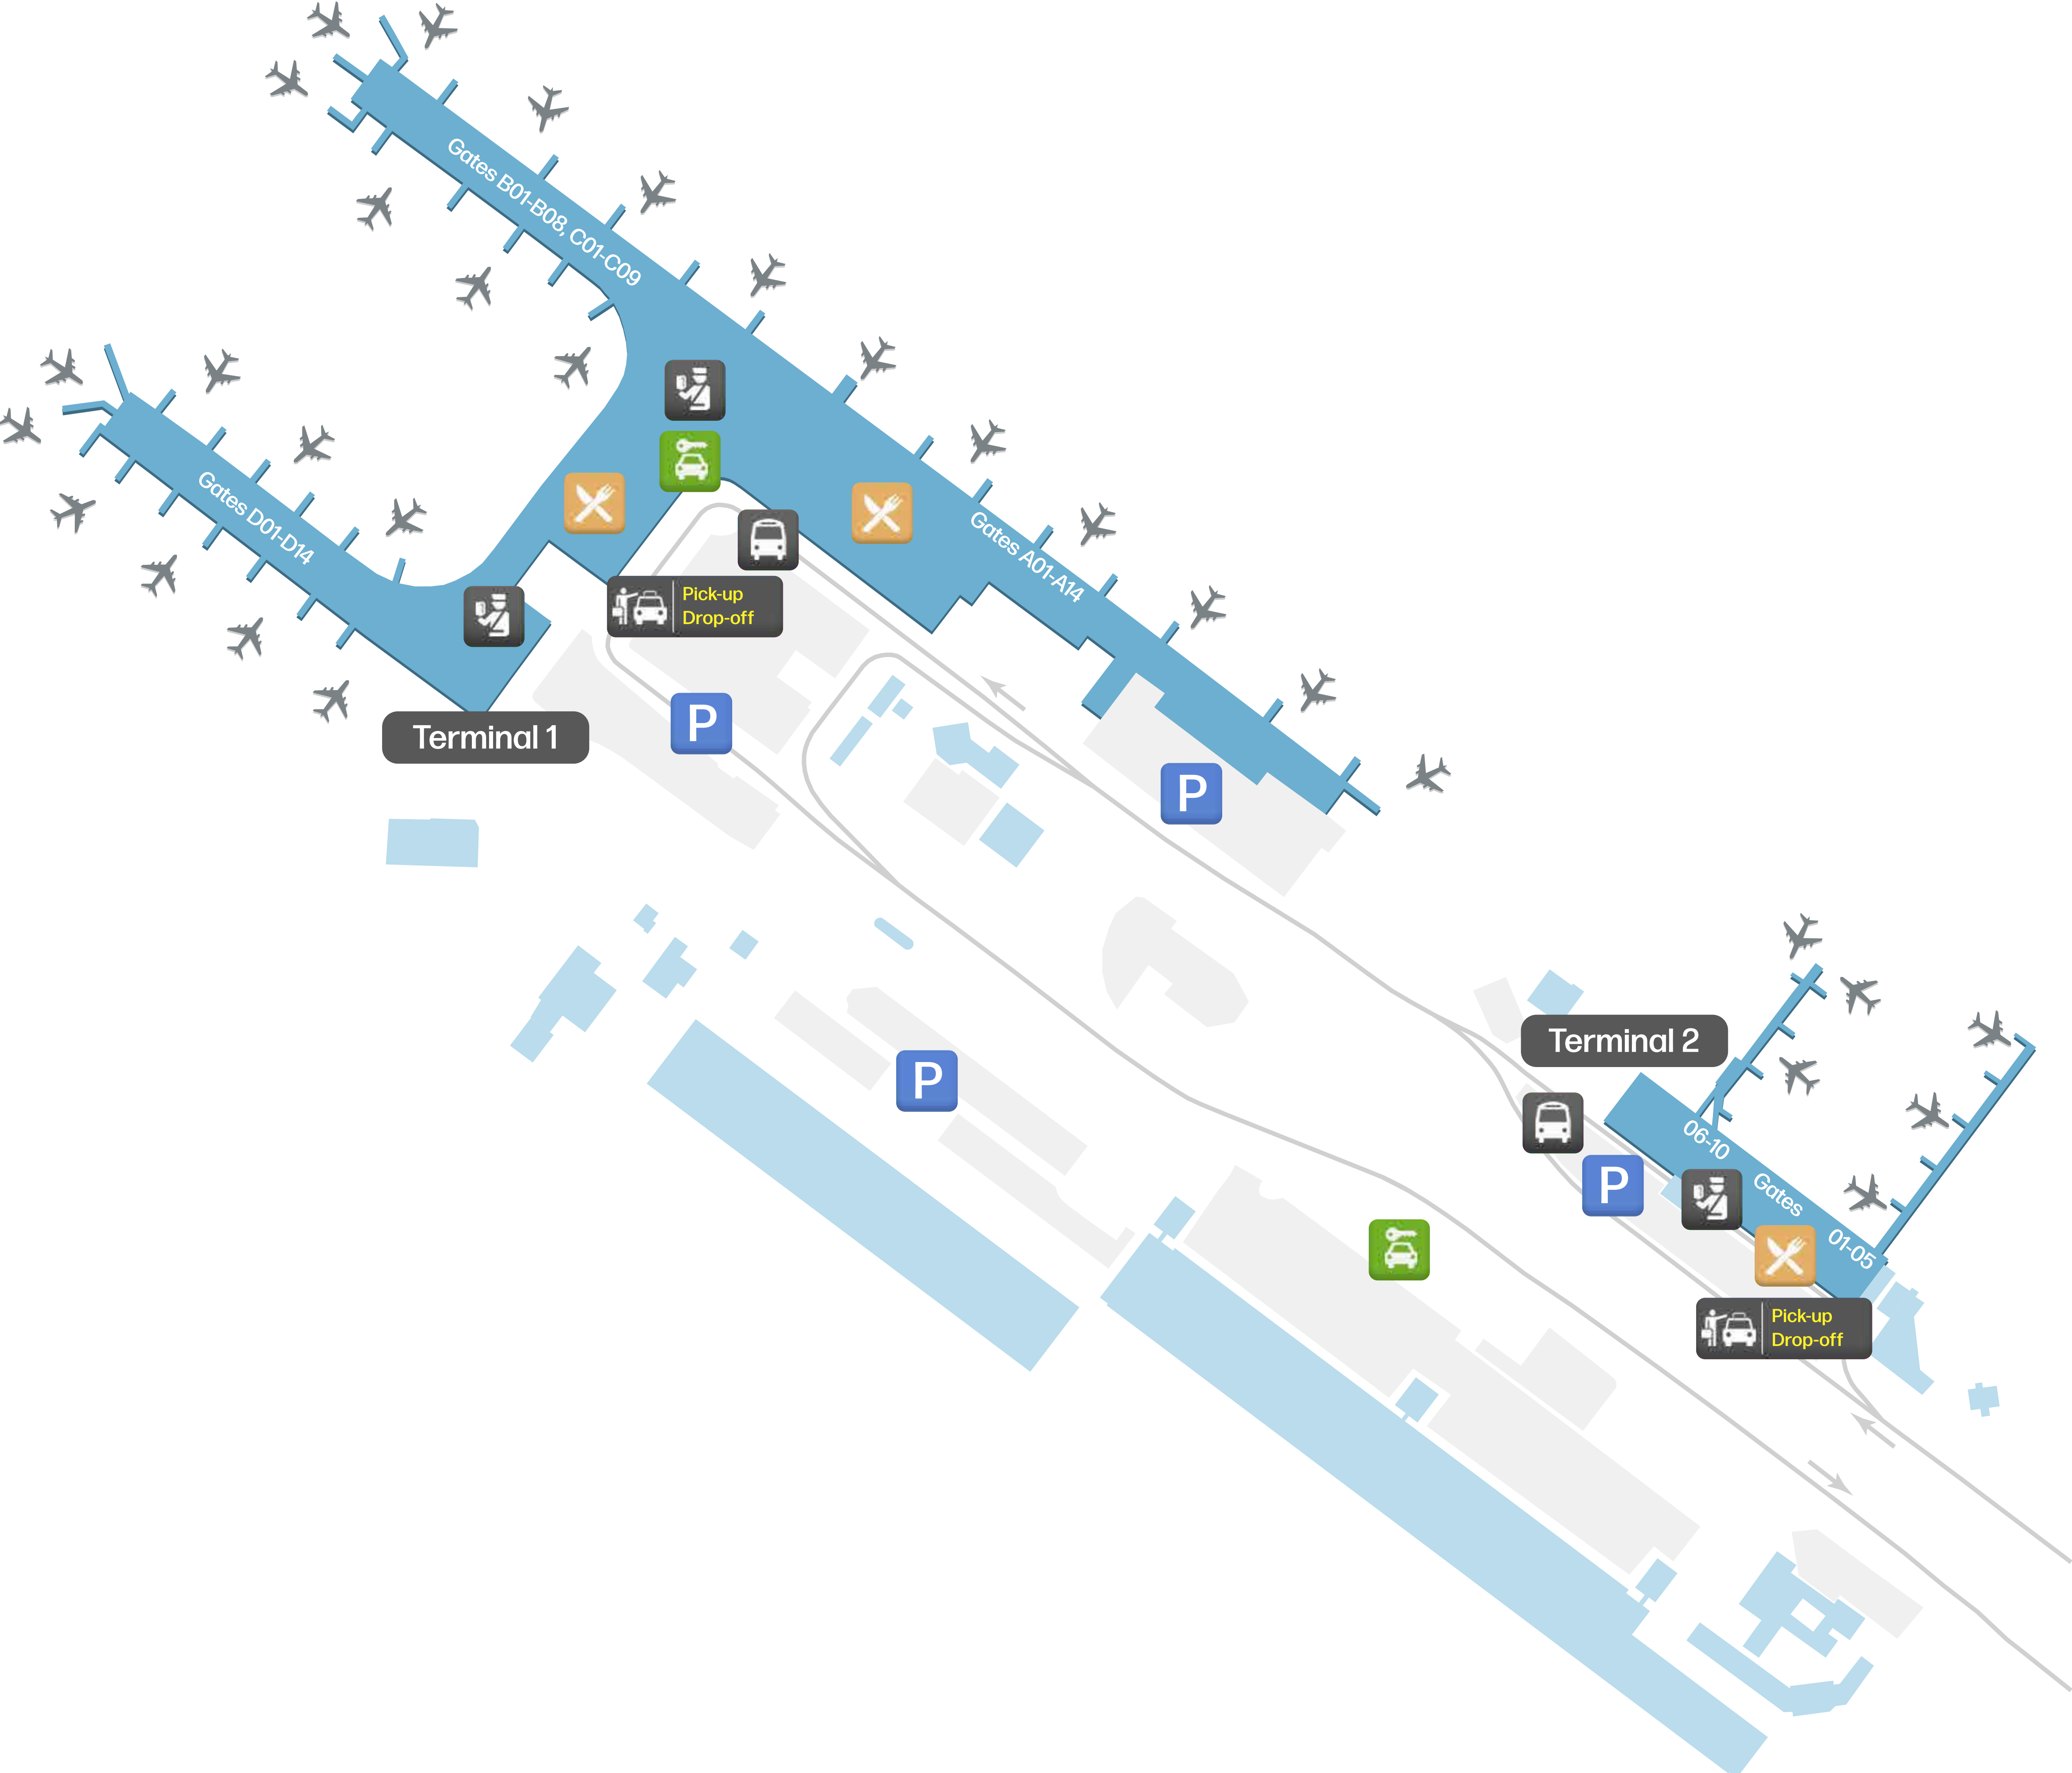 Gates B01-B08, C01-C09
Gates D01-D14
Gates A01-A14
Pick-up
Drop-off
P
Terminal 1
P
P
Terminal 2
06-10
Gates
01-05
P
Pick-up
Drop-off